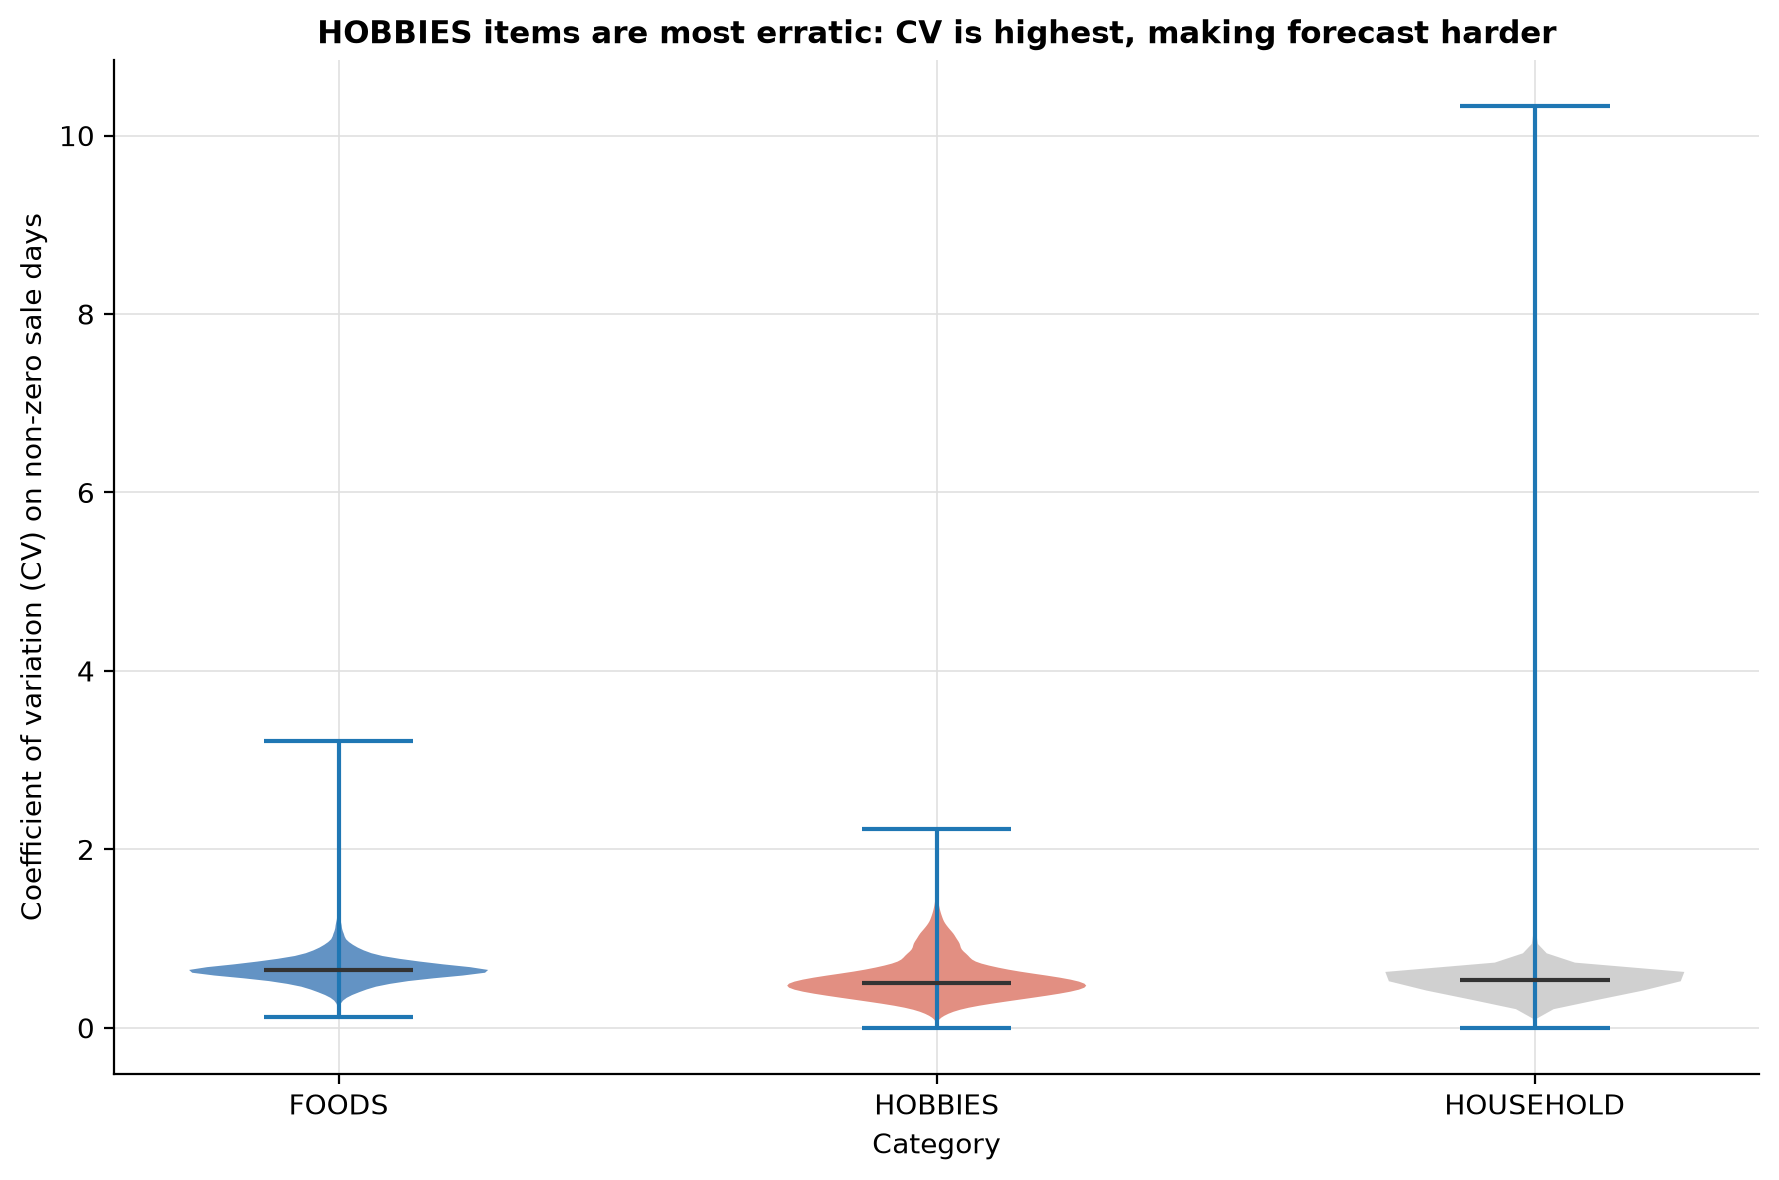 HOBBIES items are most erratic: CV is highest, making forecast harder
Coefficient of variation (CV) on non-zero sale days
10
8
6
4
2
0
FOODS
HOBBIES
HOUSEHOLD
Category